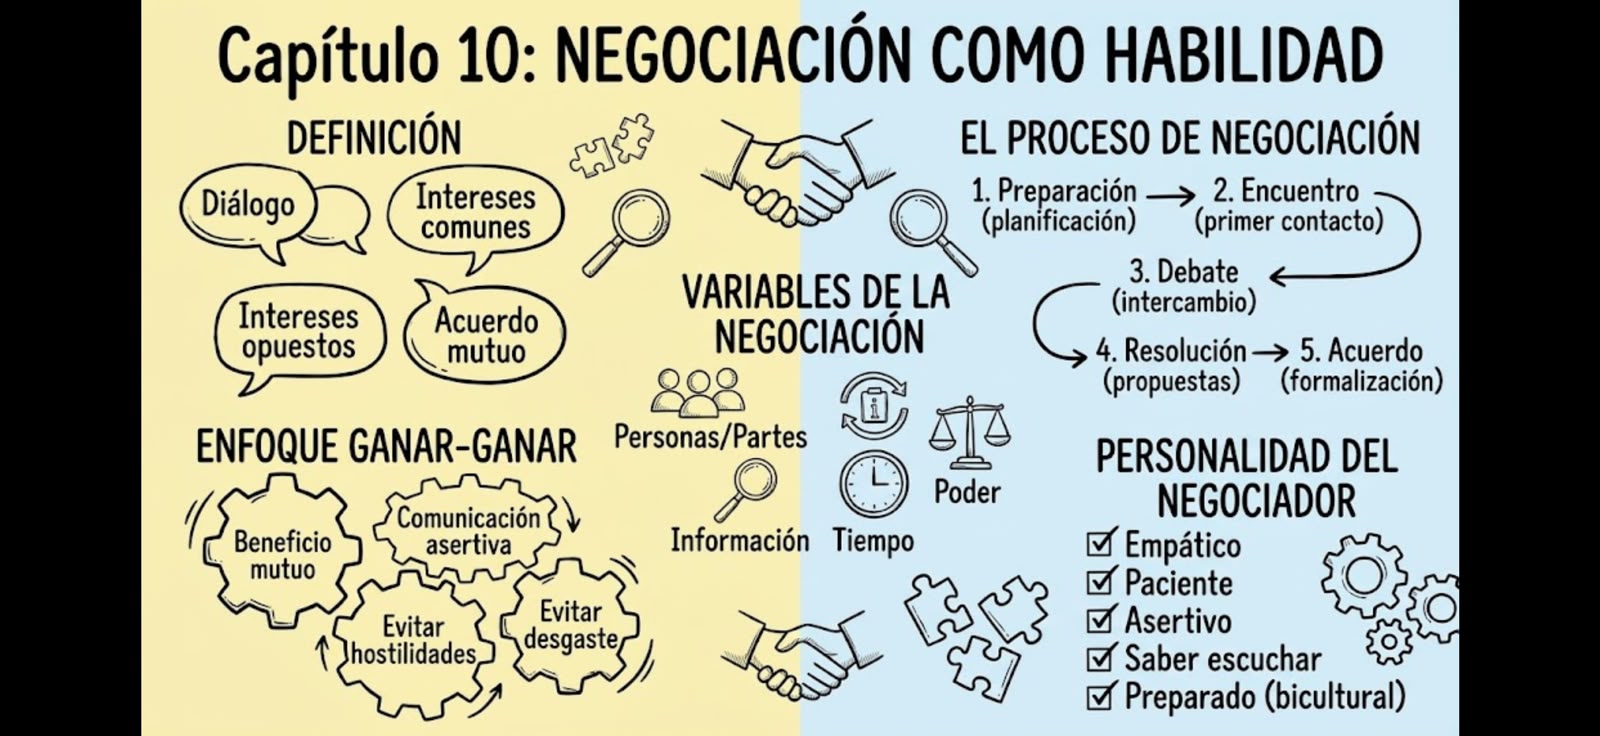 Capítulo 10: NEGOCIACIÓN COMO HABILIDAD
DEFINICIÓN
Diálogo
Intereses
comunes
Intereses
opuestos
Acuerdo
mutuo
ENFOQUE GANAR-GANAR
Beneficio
mutuo
Comunicación
asertiva
Evitar
hostilidades
Evitar
desgaste
VARIABLES DE LA
NEGOCIACIÓN
Personas/Partes
i
Poder
Información
Tiempo
EL PROCESO DE NEGOCIACIÓN
1. Preparación
(planificación)
2. Encuentro
(primer contacto)
3. Debate
(intercambio)
4. Resolución
(propuestas)
5. Acuerdo
(formalización)
PERSONALIDAD DEL
NEGOCIADOR
Empático
Paciente
Asertivo
Saber escuchar
Preparado (bicultural)